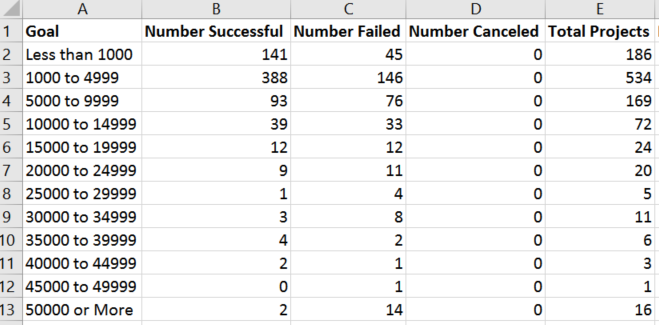 A B C D E
1 Goal Number Successful Number Failed Number Canceled Total Projects
2 Less than 1000 141 45 0 186
3 1000 to 4999 388 146 0 534
4 5000 to 9999 93 76 0 169
5 10000 to 14999 39 33 0 72
6 15000 to 19999 12 12 0 24
7 20000 to 24999 9 11 0 20
8 25000 to 29999 1 4 0 5
9 30000 to 34999 3 8 0 11
10 35000 to 39999 4 2 0 6
11 40000 to 44999 2 1 0 3
12 45000 to 49999 0 1 0 1
13 50000 or More 2 14 0 16